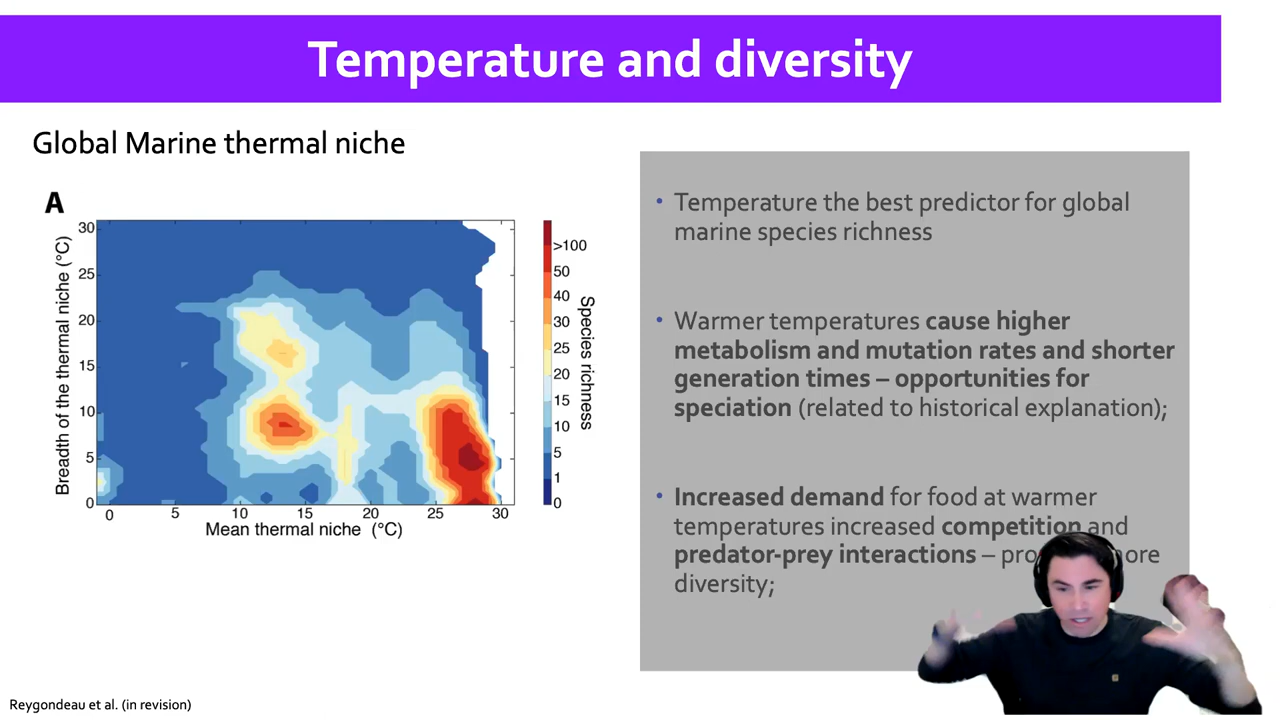 Temperature and diversity
Global Marine thermal niche
A
30
25
20
15
10
5
0
Breadth of the thermal niche (°C)
0 5 10 15 20 25 30
Mean thermal niche (°C)
>100
50
40
30
25
20
15
10
5
1
0
Species richness
• Temperature the best predictor for global
marine species richness
• Warmer temperatures cause higher
metabolism and mutation rates and shorter
generation times – opportunities for
speciation (related to historical explanation);
• Increased demand for food at warmer
temperatures increased competition and
predator-prey interactions –
diversity;
Reygondeau et al. (in revision)